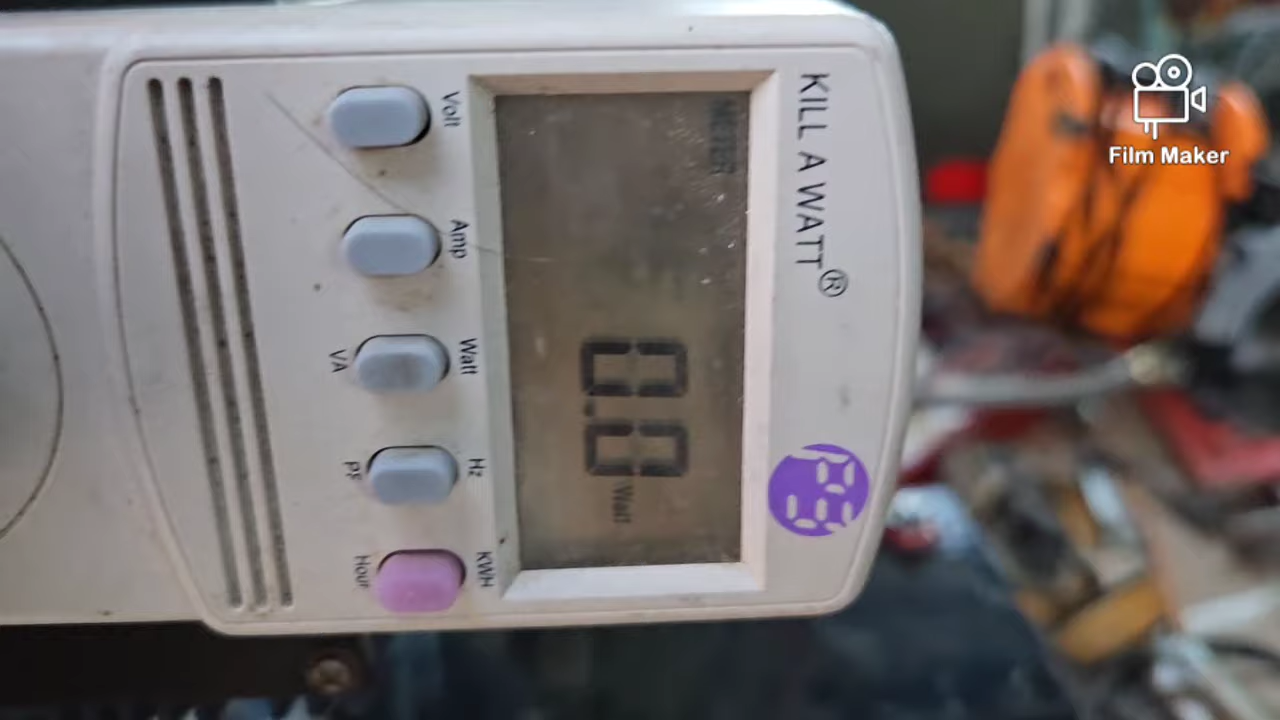 KILL A WATT®
METER
0.0 Watt
Volt
Amp
Watt
VA
Hz
PF
KWH
Hour
Film Maker